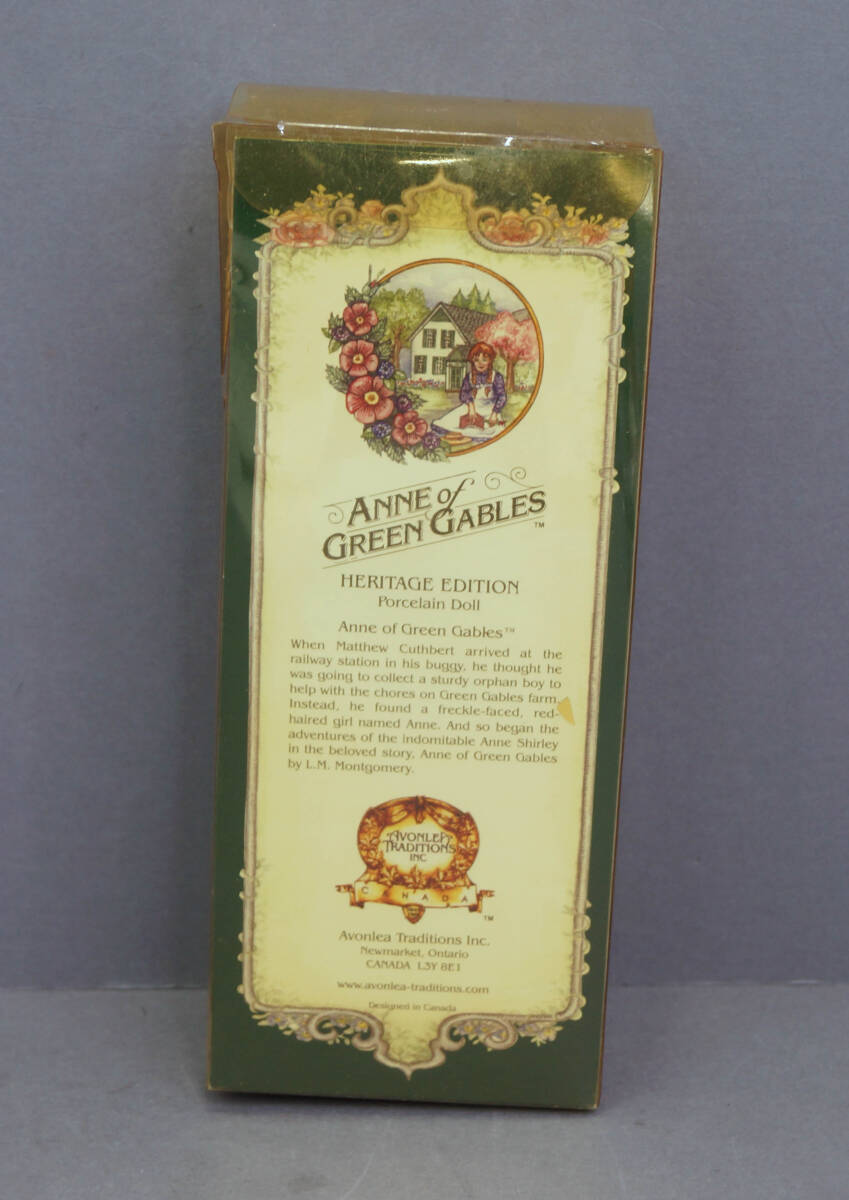 ANNE of
GREEN GABLES ™
HERITAGE EDITION
Porcelain Doll
Anne of Green Gables™
When Matthew Cuthbert arrived at the
railway station in his buggy, he thought he
was going to collect a sturdy orphan boy to
help with the chores on Green Gables farm.
Instead, he found a freckle-faced, red-
haired girl named Anne. And so began the
adventures of the indomitable Anne Shirley
in the beloved story, Anne of Green Gables
by L.M. Montgomery.
AVONLEA
TRADITIONS
INC
CANADA
™
Avonlea Traditions Inc.
Newmarket, Ontario
CANADA L3Y 8E1
www.avonlea-traditions.com
Designed in Canada